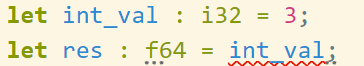 let int_val : i32 = 3;
let res : f64 = int_val;